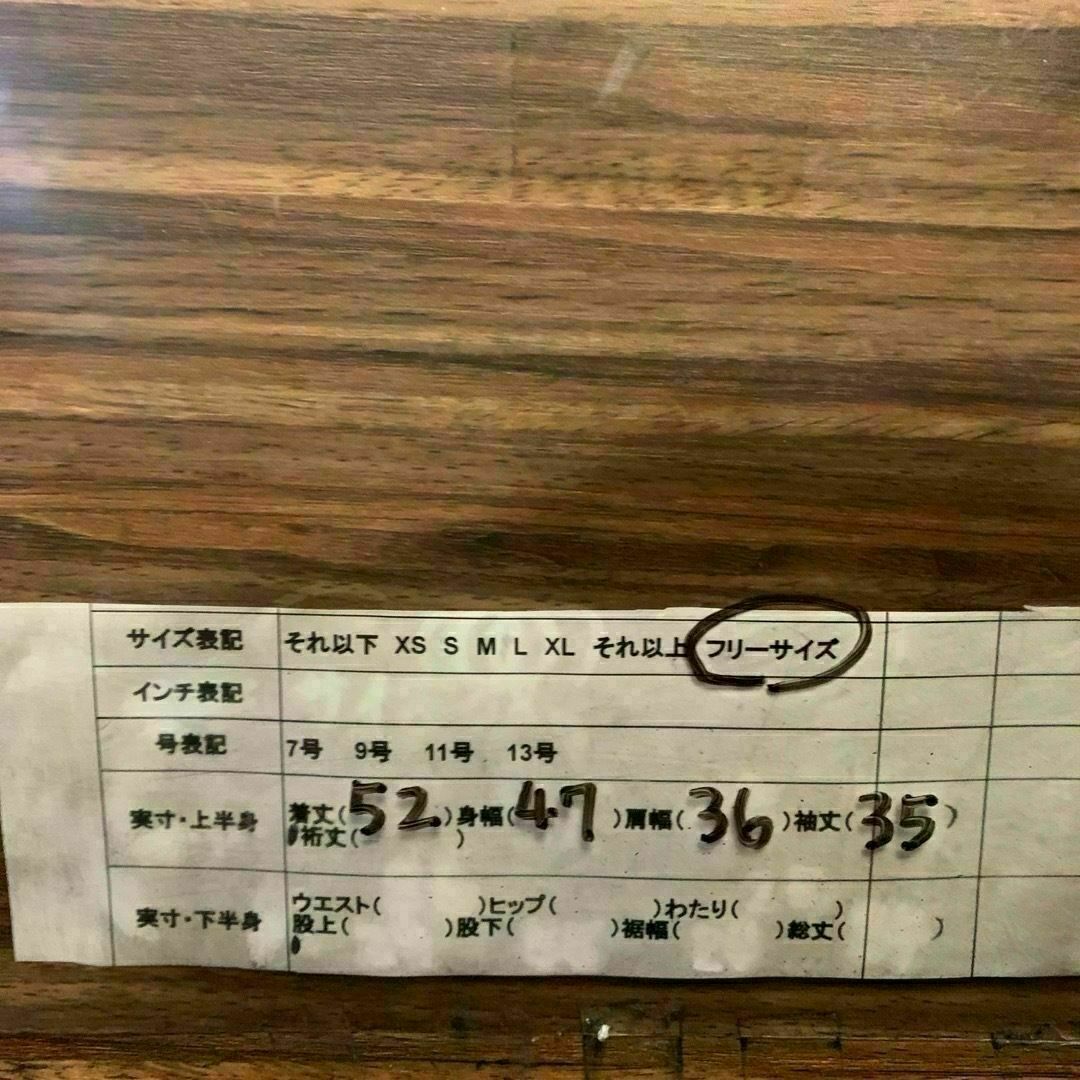 サイズ表記 それ以下 XS S M L XL それ以上 フリーサイズ
インチ表記
号表記 7号 9号 11号 13号
実寸・上半身 着丈(52)身幅(47)肩幅(36)袖丈(35)
裄丈( )
実寸・下半身 ウエスト( )ヒップ( )わたり( )
股上( )股下( )裾幅( )総丈( )